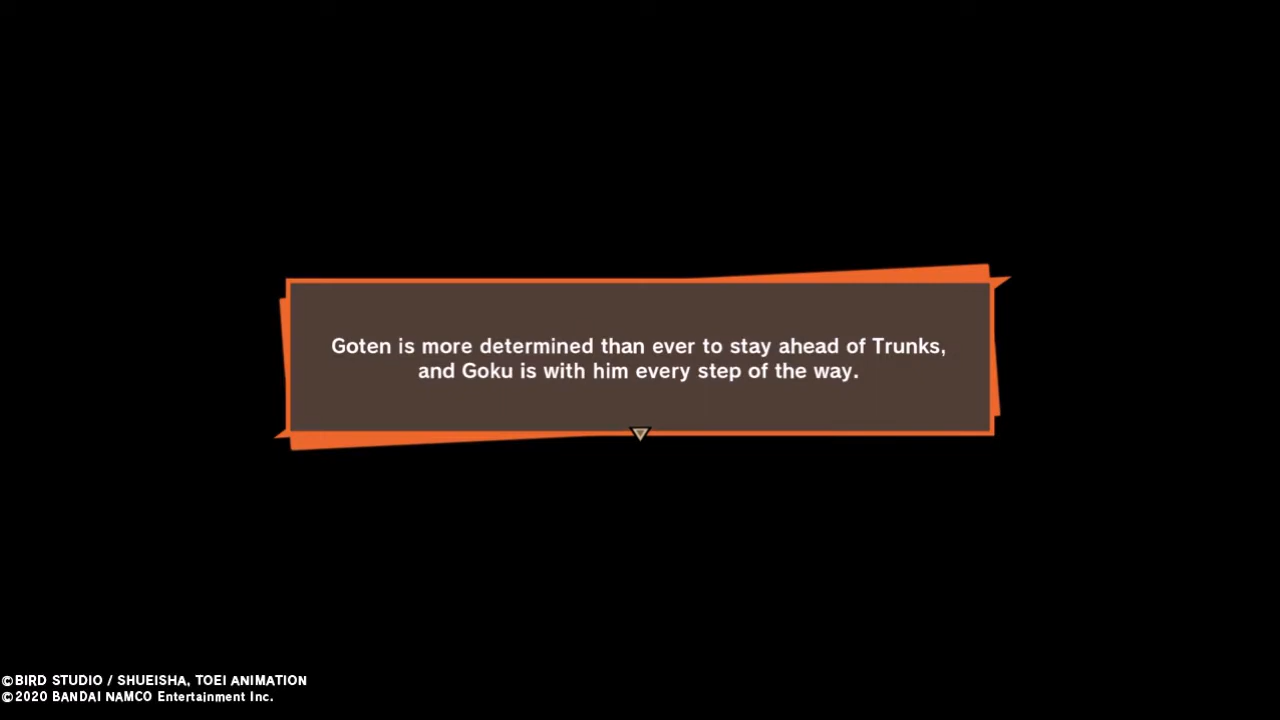 Goten is more determined than ever to stay ahead of Trunks,
and Goku is with him every step of the way.
©BIRD STUDIO / SHUEISHA, TOEI ANIMATION
©2020 BANDAI NAMCO Entertainment Inc.